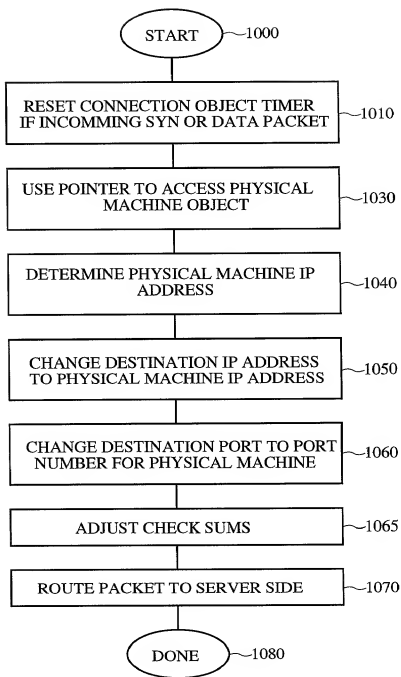 START
1000
RESET CONNECTION OBJECT TIMER
IF INCOMMING SYN OR DATA PACKET
1010
USE POINTER TO ACCESS PHYSICAL
MACHINE OBJECT
1030
DETERMINE PHYSICAL MACHINE IP
ADDRESS
1040
CHANGE DESTINATION IP ADDRESS
TO PHYSICAL MACHINE IP ADDRESS
1050
CHANGE DESTINATION PORT TO PORT
NUMBER FOR PHYSICAL MACHINE
1060
ADJUST CHECK SUMS
1065
ROUTE PACKET TO SERVER SIDE
1070
DONE
1080